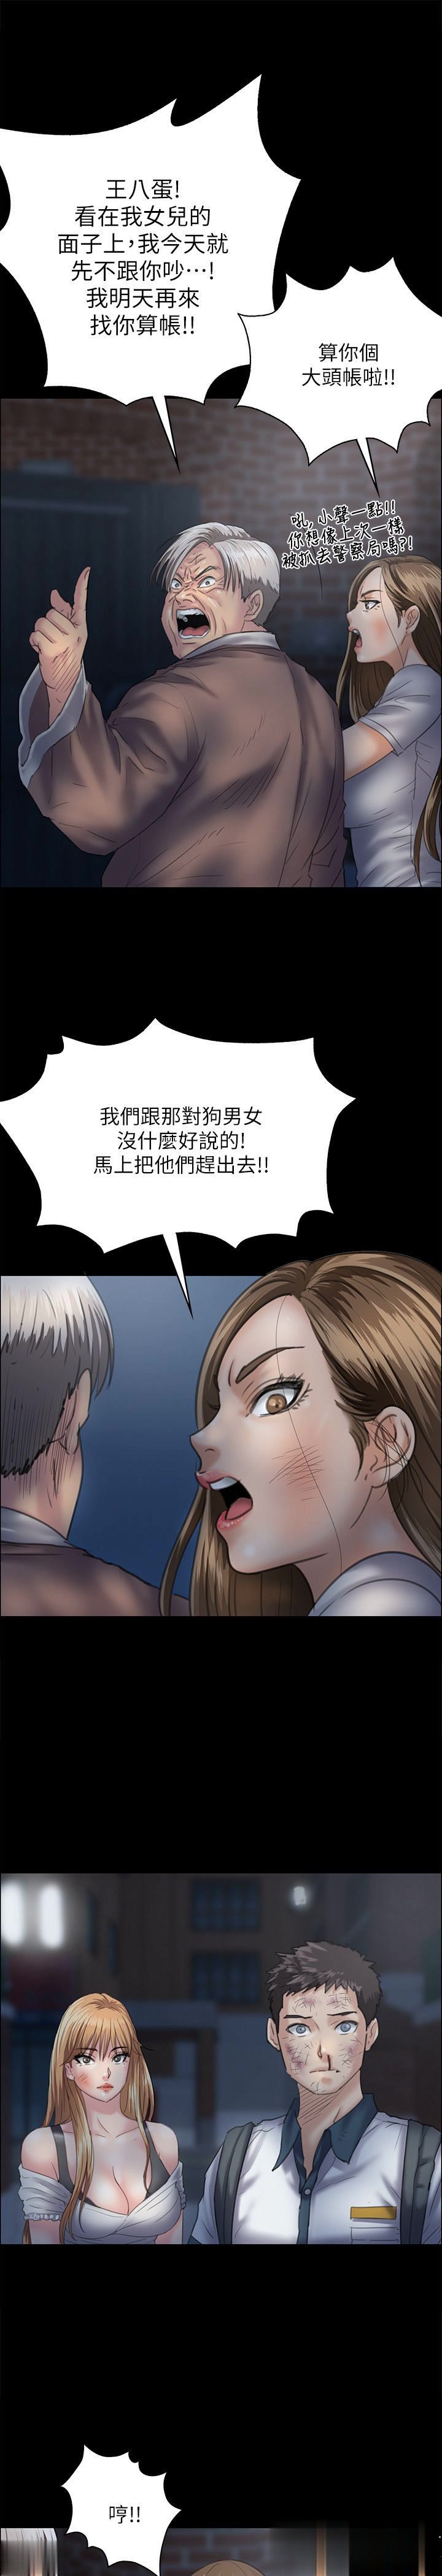 王八蛋!
看在我女兒的
面子上，我今天就
先不跟你吵⋯!
我明天再來
找你算帳!!
算你個
大頭帳啦!!
吼，小聲一點!!
你想像上次一樣
被抓去警察局嗎?!
我們跟那對狗男女
沒什麼好說的!
馬上把他們趕出去!!
哼!!